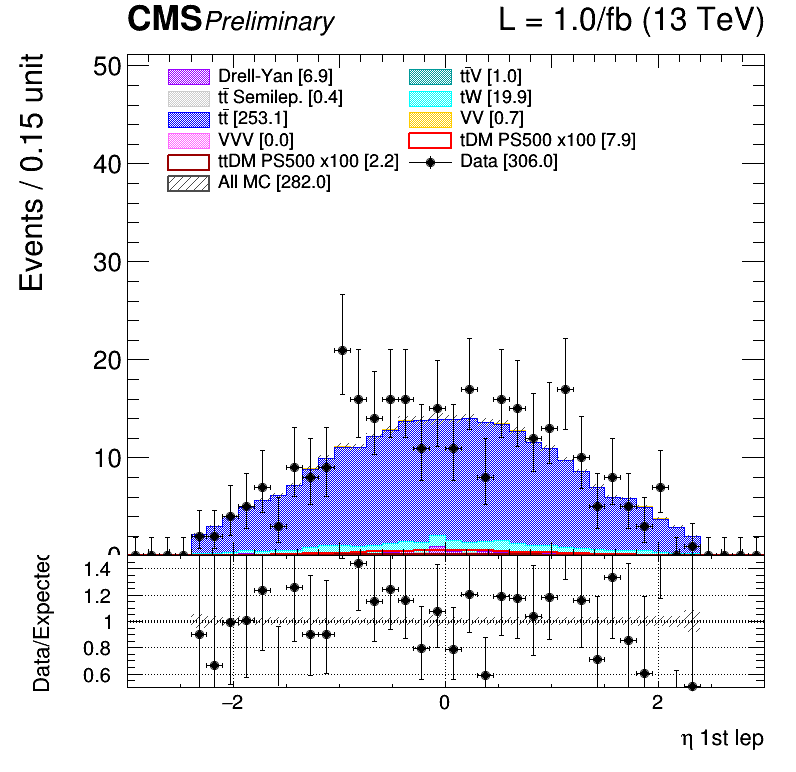 CMS Preliminary L = 1.0/fb (13 TeV)
Events / 0.15 unit
50
40
30
20
10
0
Drell-Yan [6.9] tt̄V [1.0]
tt̄ Semilep. [0.4] tW [19.9]
tt̄ [253.1] VV [0.7]
VVV [0.0] tDM PS500 x100 [7.9]
ttDM PS500 x100 [2.2] Data [306.0]
All MC [282.0]
Data/Expected
1.4
1.2
1
0.8
0.6
−2 0 2
η 1st lep